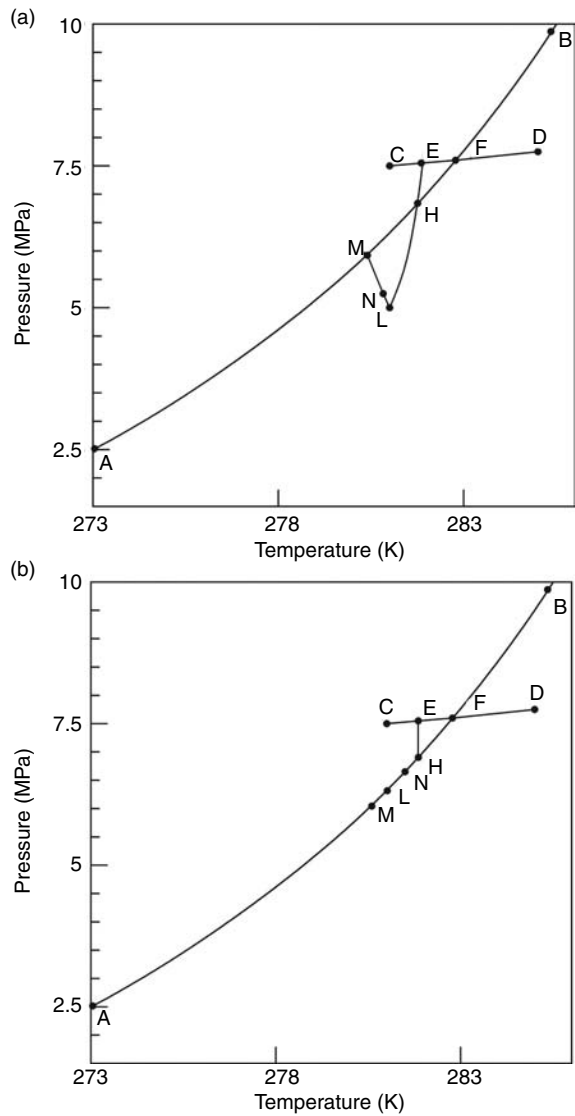 (a)
10
B
D
C
E
F
7.5
H
M
N
L
5
Pressure (MPa)
2.5
A
273
278
283
Temperature (K)
(b)
10
B
D
C
E
F
7.5
H
N
L
M
5
Pressure (MPa)
2.5
A
273
278
283
Temperature (K)